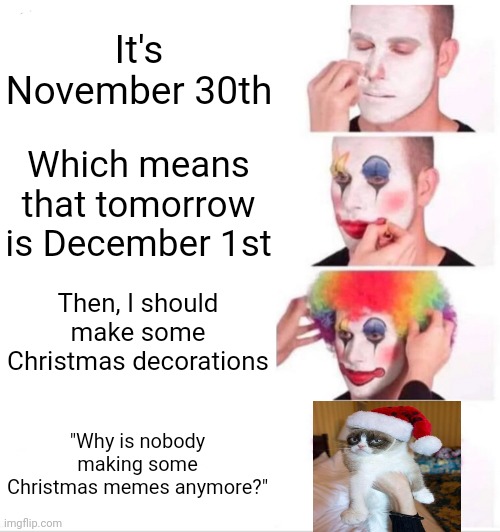 It's
November 30th
Which means
that tomorrow
is December 1st
Then, I should
make some
Christmas decorations
"Why is nobody
making some
Christmas memes anymore?"
imgflip.com